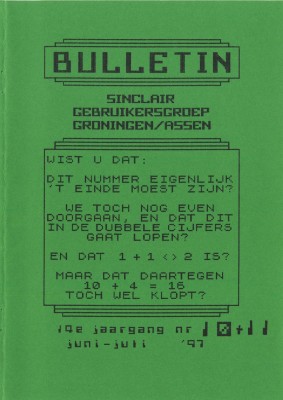 BULLETIN
SINCLAIR
GEBRUIKERSGROEP
GRONINGEN/ASSEN
WIST U DAT:
DIT NUMMER EIGENLIJK
'T EINDE MOEST ZIJN?
WE TOCH NOG EVEN
DOORGAAN, EN DAT DIT
IN DE DUBBELE CIJFERS
GAAT LOPEN?
EN DAT 1 + 1 <> 2 IS?
MAAR DAT DAARTEGEN
10 + 4 = 16
TOCH WEL KLOPT?
jaargang nr
juni-juli '97